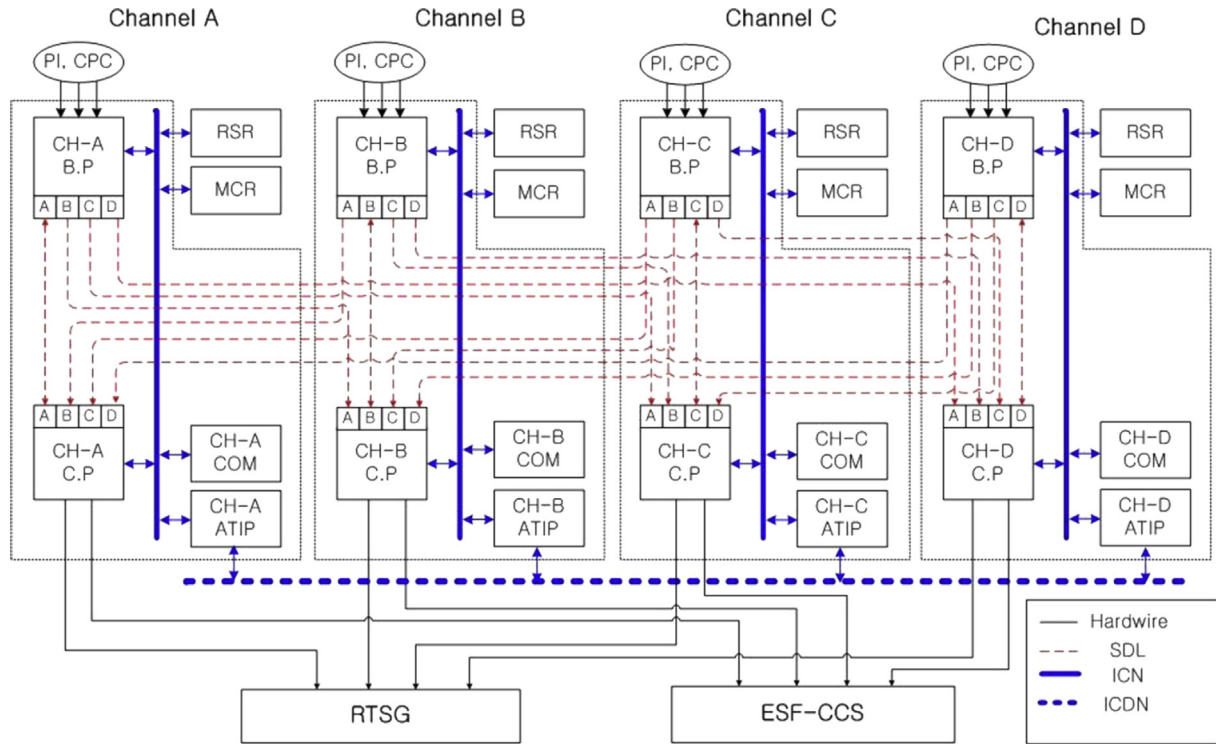 Channel A
Channel B
Channel C
Channel D
PI, CPC
PI, CPC
PI, CPC
PI, CPC
CH-A
B.P
RSR
MCR
A B C D
CH-B
B.P
RSR
MCR
A B C D
CH-C
B.P
RSR
MCR
A B C D
CH-D
B.P
RSR
MCR
A B C D
A B C D
CH-A
C.P
CH-A
COM
CH-A
ATIP
A B C D
CH-B
C.P
CH-B
COM
CH-B
ATIP
A B C D
CH-C
C.P
CH-C
COM
CH-C
ATIP
A B C D
CH-D
C.P
CH-D
COM
CH-D
ATIP
RTSG
ESF-CCS
Hardwire
SDL
ICN
ICDN